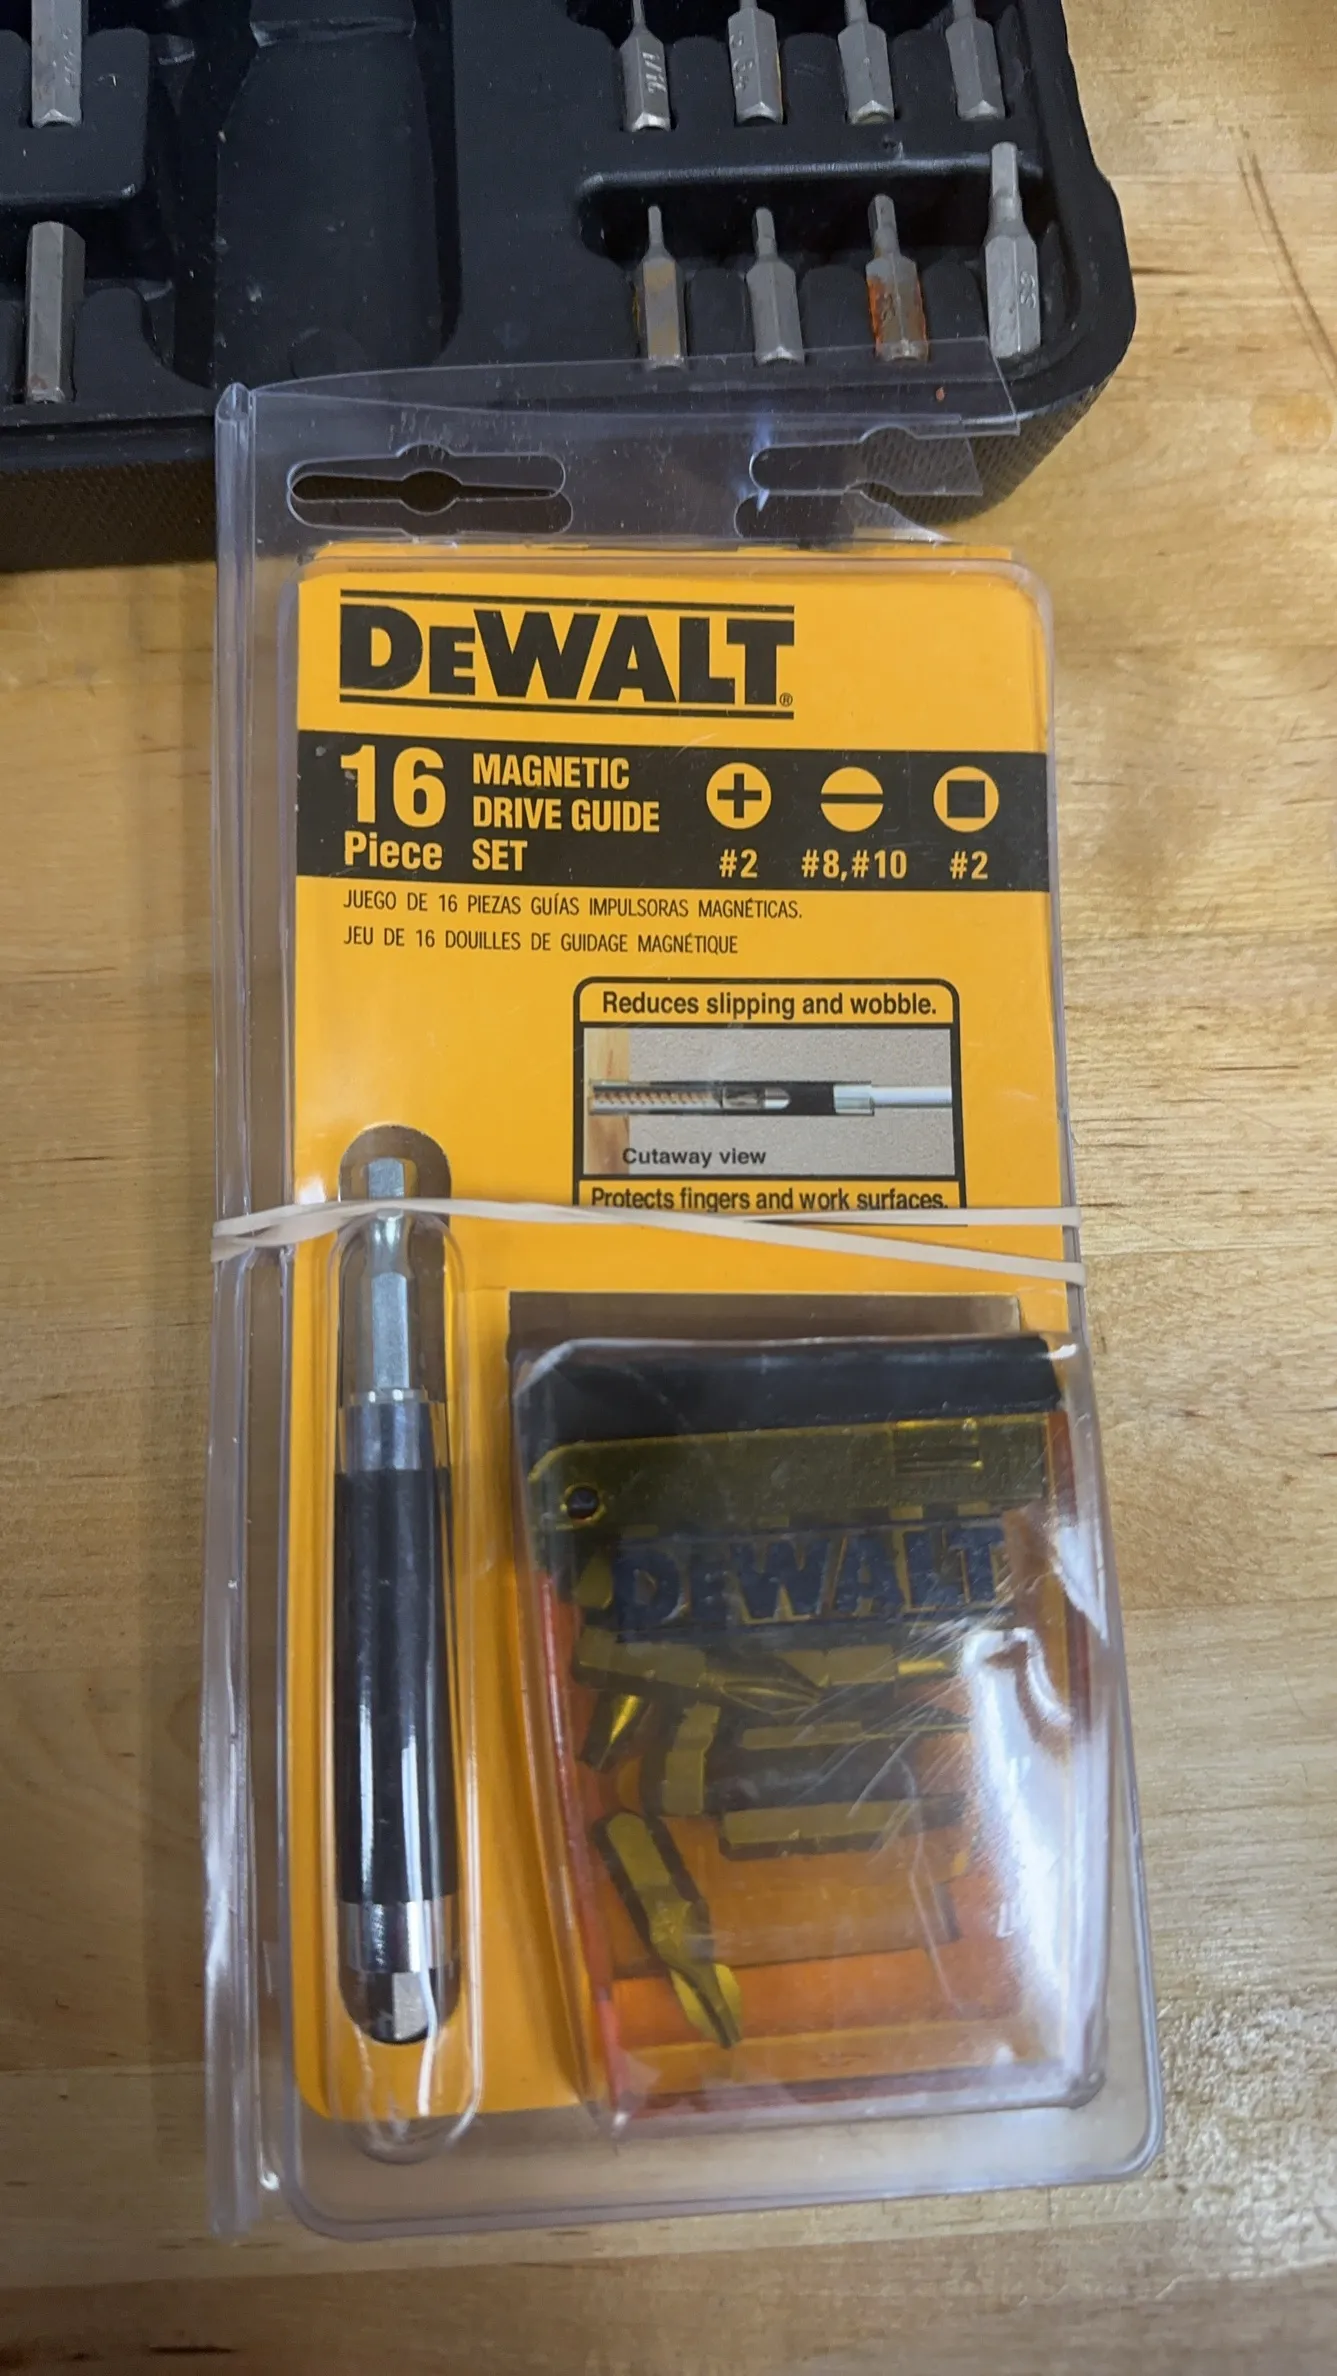 DEWALT®
16 Piece
MAGNETIC
DRIVE GUIDE
SET
#2
#8,#10
#2
JUEGO DE 16 PIEZAS GUÍAS IMPULSORAS MAGNÉTICAS.
JEU DE 16 DOUILLES DE GUIDAGE MAGNÉTIQUE
Reduces slipping and wobble.
Cutaway view
Protects fingers and work surfaces.
DEWALT